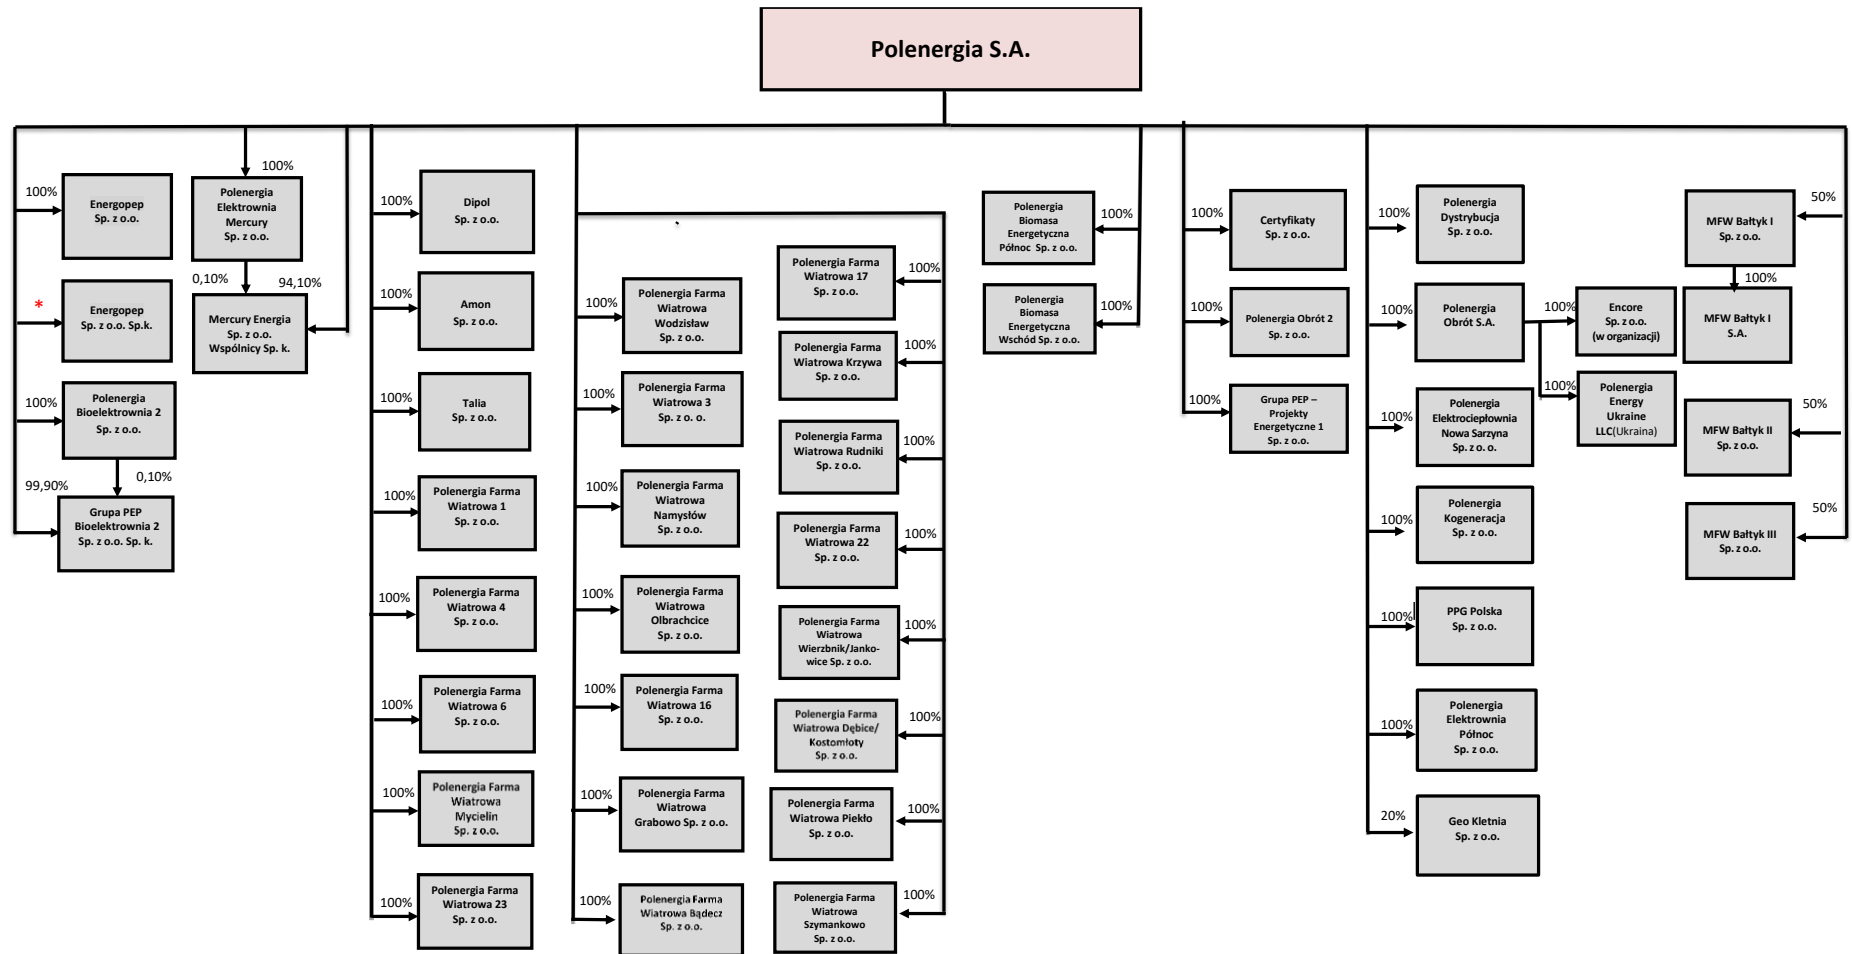 Polenergia S.A.
100%
Energopep
Sp. z o.o.
*
Energopep
Sp. z o.o. Sp.k.
100%
Polenergia
Bioelektrownia 2
Sp. z o.o.
99,90%
0,10%
Grupa PEP
Bioelektrownia 2
Sp. z o.o. Sp. k.
100%
Polenergia
Elektrownia
Mercury
Sp. z o.o.
0,10%
94,10%
Mercury Energia
Sp. z o.o.
Wspólnicy Sp. k.
100%
Dipol
Sp. z o.o.
100%
Amon
Sp. z o.o.
100%
Talia
Sp. z o.o.
100%
Polenergia Farma
Wiatrowa 1
Sp. z o.o.
100%
Polenergia Farma
Wiatrowa 4
Sp. z o.o.
100%
Polenergia Farma
Wiatrowa 6
Sp. z o.o.
100%
Polenergia Farma
Wiatrowa
Mycielin
Sp. z o.o.
100%
Polenergia Farma
Wiatrowa 23
Sp. z o.o.
100%
Polenergia Farma
Wiatrowa
Wodzisław
Sp. z o.o.
100%
Polenergia Farma
Wiatrowa 3
Sp. z o. o.
100%
Polenergia Farma
Wiatrowa
Namysłów
Sp. z o.o.
100%
Polenergia Farma
Wiatrowa
Olbrachcice
Sp. z o.o.
100%
Polenergia Farma
Wiatrowa 16
Sp. z o.o.
100%
Polenergia Farma
Wiatrowa
Grabowo Sp. z o.o.
100%
Polenergia Farma
Wiatrowa Bądecz
Sp. z o.o.
Polenergia Farma
Wiatrowa 17
Sp. z o.o.
100%
Polenergia Farma
Wiatrowa Krzywa
Sp. z o.o.
100%
Polenergia Farma
Wiatrowa Rudniki
Sp. z o.o.
100%
Polenergia Farma
Wiatrowa 22
Sp. z o.o.
100%
Polenergia Farma
Wiatrowa
Wierzbnik/Janko-
wice Sp. z o.o.
100%
Polenergia Farma
Wiatrowa Dębice/
Kostomłoty
Sp. z o.o.
100%
Polenergia Farma
Wiatrowa Piekło
Sp. z o.o.
100%
Polenergia Farma
Wiatrowa
Szymankowo
Sp. z o.o.
100%
Polenergia
Biomasa
Energetyczna
Północ Sp. z o.o.
100%
Polenergia
Biomasa
Energetyczna
Wschód Sp. z o.o.
100%
100%
Certyfikaty
Sp. z o.o.
100%
Polenergia Obrót 2
Sp. z o.o.
100%
Grupa PEP –
Projekty
Energetyczne 1
Sp. z o.o.
100%
Polenergia
Dystrybucja
Sp. z o.o.
100%
Polenergia
Obrót S.A.
100%
Encore
Sp. z o.o.
(w organizacji)
100%
Polenergia
Energy
Ukraine
LLC(Ukraina)
100%
Polenergia
Elektrociepłownia
Nowa Sarzyna
Sp. z o. o.
100%
Polenergia
Kogeneracja
Sp. z o.o.
100%
PPG Polska
Sp. z o.o.
100%
Polenergia
Elektrownia
Północ
Sp. z o.o.
20%
Geo Kletnia
Sp. z o.o.
MFW Bałtyk I
Sp. z o.o.
50%
100%
MFW Bałtyk I
S.A.
MFW Bałtyk II
Sp. z o.o.
50%
MFW Bałtyk III
Sp. z o.o.
50%